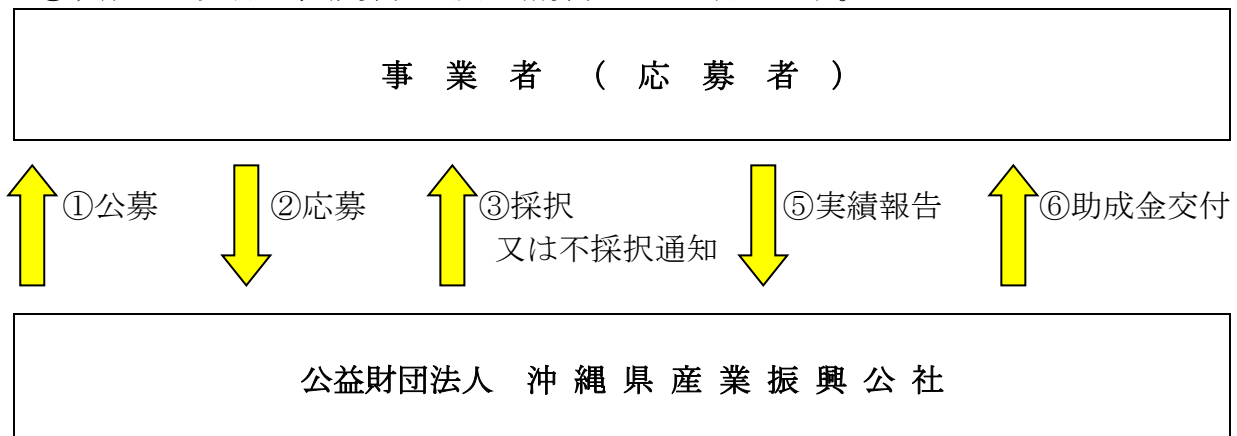 事 業 者 ( 応 募 者 )
①公募 ②応募 ③採択 ⑤実績報告 ⑥助成金交付
又は不採択通知
公益財団法人 沖 縄 県 産 業 振 興 公 社